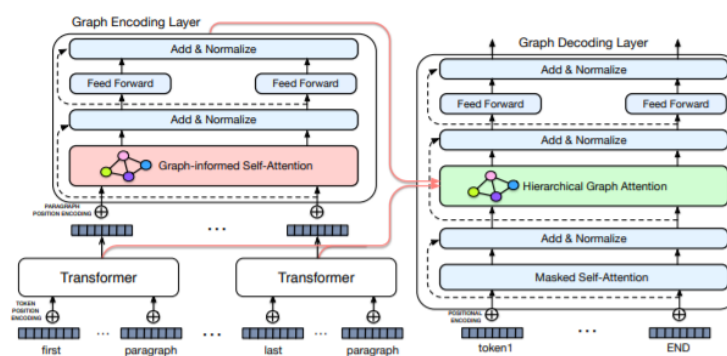 Graph Encoding Layer
Add & Normalize
Feed Forward
Feed Forward
Add & Normalize
Graph-informed Self-Attention
PARAGRAPH
POSITION ENCODING
...
Transformer
Transformer
TOKEN
POSITION
ENCODING
first ... paragraph ... last ... paragraph
Graph Decoding Layer
Add & Normalize
Feed Forward
Feed Forward
Add & Normalize
Hierarchical Graph Attention
Add & Normalize
Masked Self-Attention
POSITIONAL
ENCODING
token1 ... END